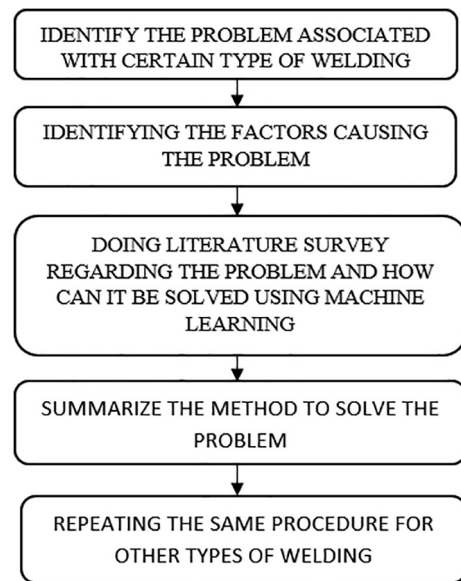 IDENTIFY THE PROBLEM ASSOCIATED
WITH CERTAIN TYPE OF WELDING
IDENTIFYING THE FACTORS CAUSING
THE PROBLEM
DOING LITERATURE SURVEY
REGARDING THE PROBLEM AND HOW
CAN IT BE SOLVED USING MACHINE
LEARNING
SUMMARIZE THE METHOD TO SOLVE THE
PROBLEM
REPEATING THE SAME PROCEDURE FOR
OTHER TYPES OF WELDING